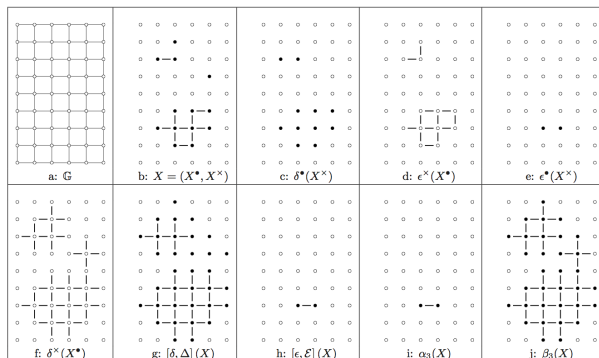 a: 𝔾
b: X = (X•, X×)
c: δ•(X×)
d: ϵ×(X•)
e: ϵ•(X×)
f: δ×(X•)
g: [δ, Δ](X)
h: [ϵ, ℰ](X)
i: α₃(X)
j: β₃(X)